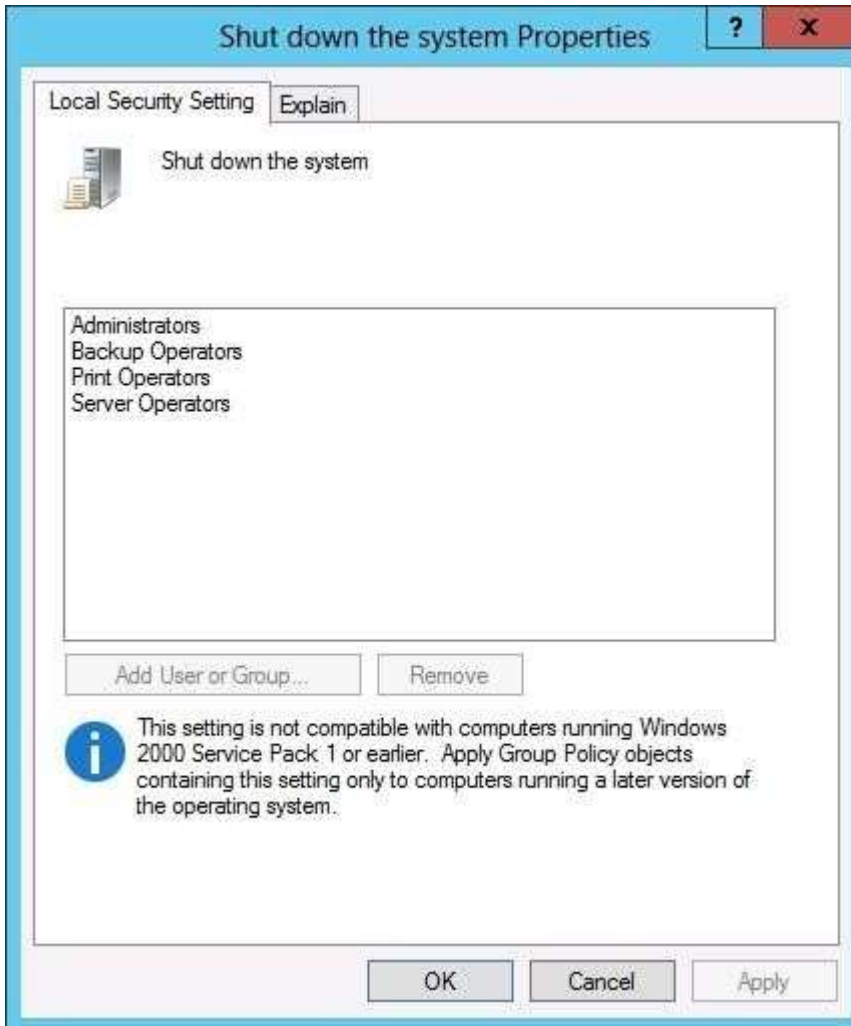 Shut down the system Properties
?
x
Local Security Setting
Explain
Shut down the system
Administrators
Backup Operators
Print Operators
Server Operators
Add User or Group...
Remove
This setting is not compatible with computers running Windows
2000 Service Pack 1 or earlier. Apply Group Policy objects
containing this setting only to computers running a later version of
the operating system.
OK
Cancel
Apply